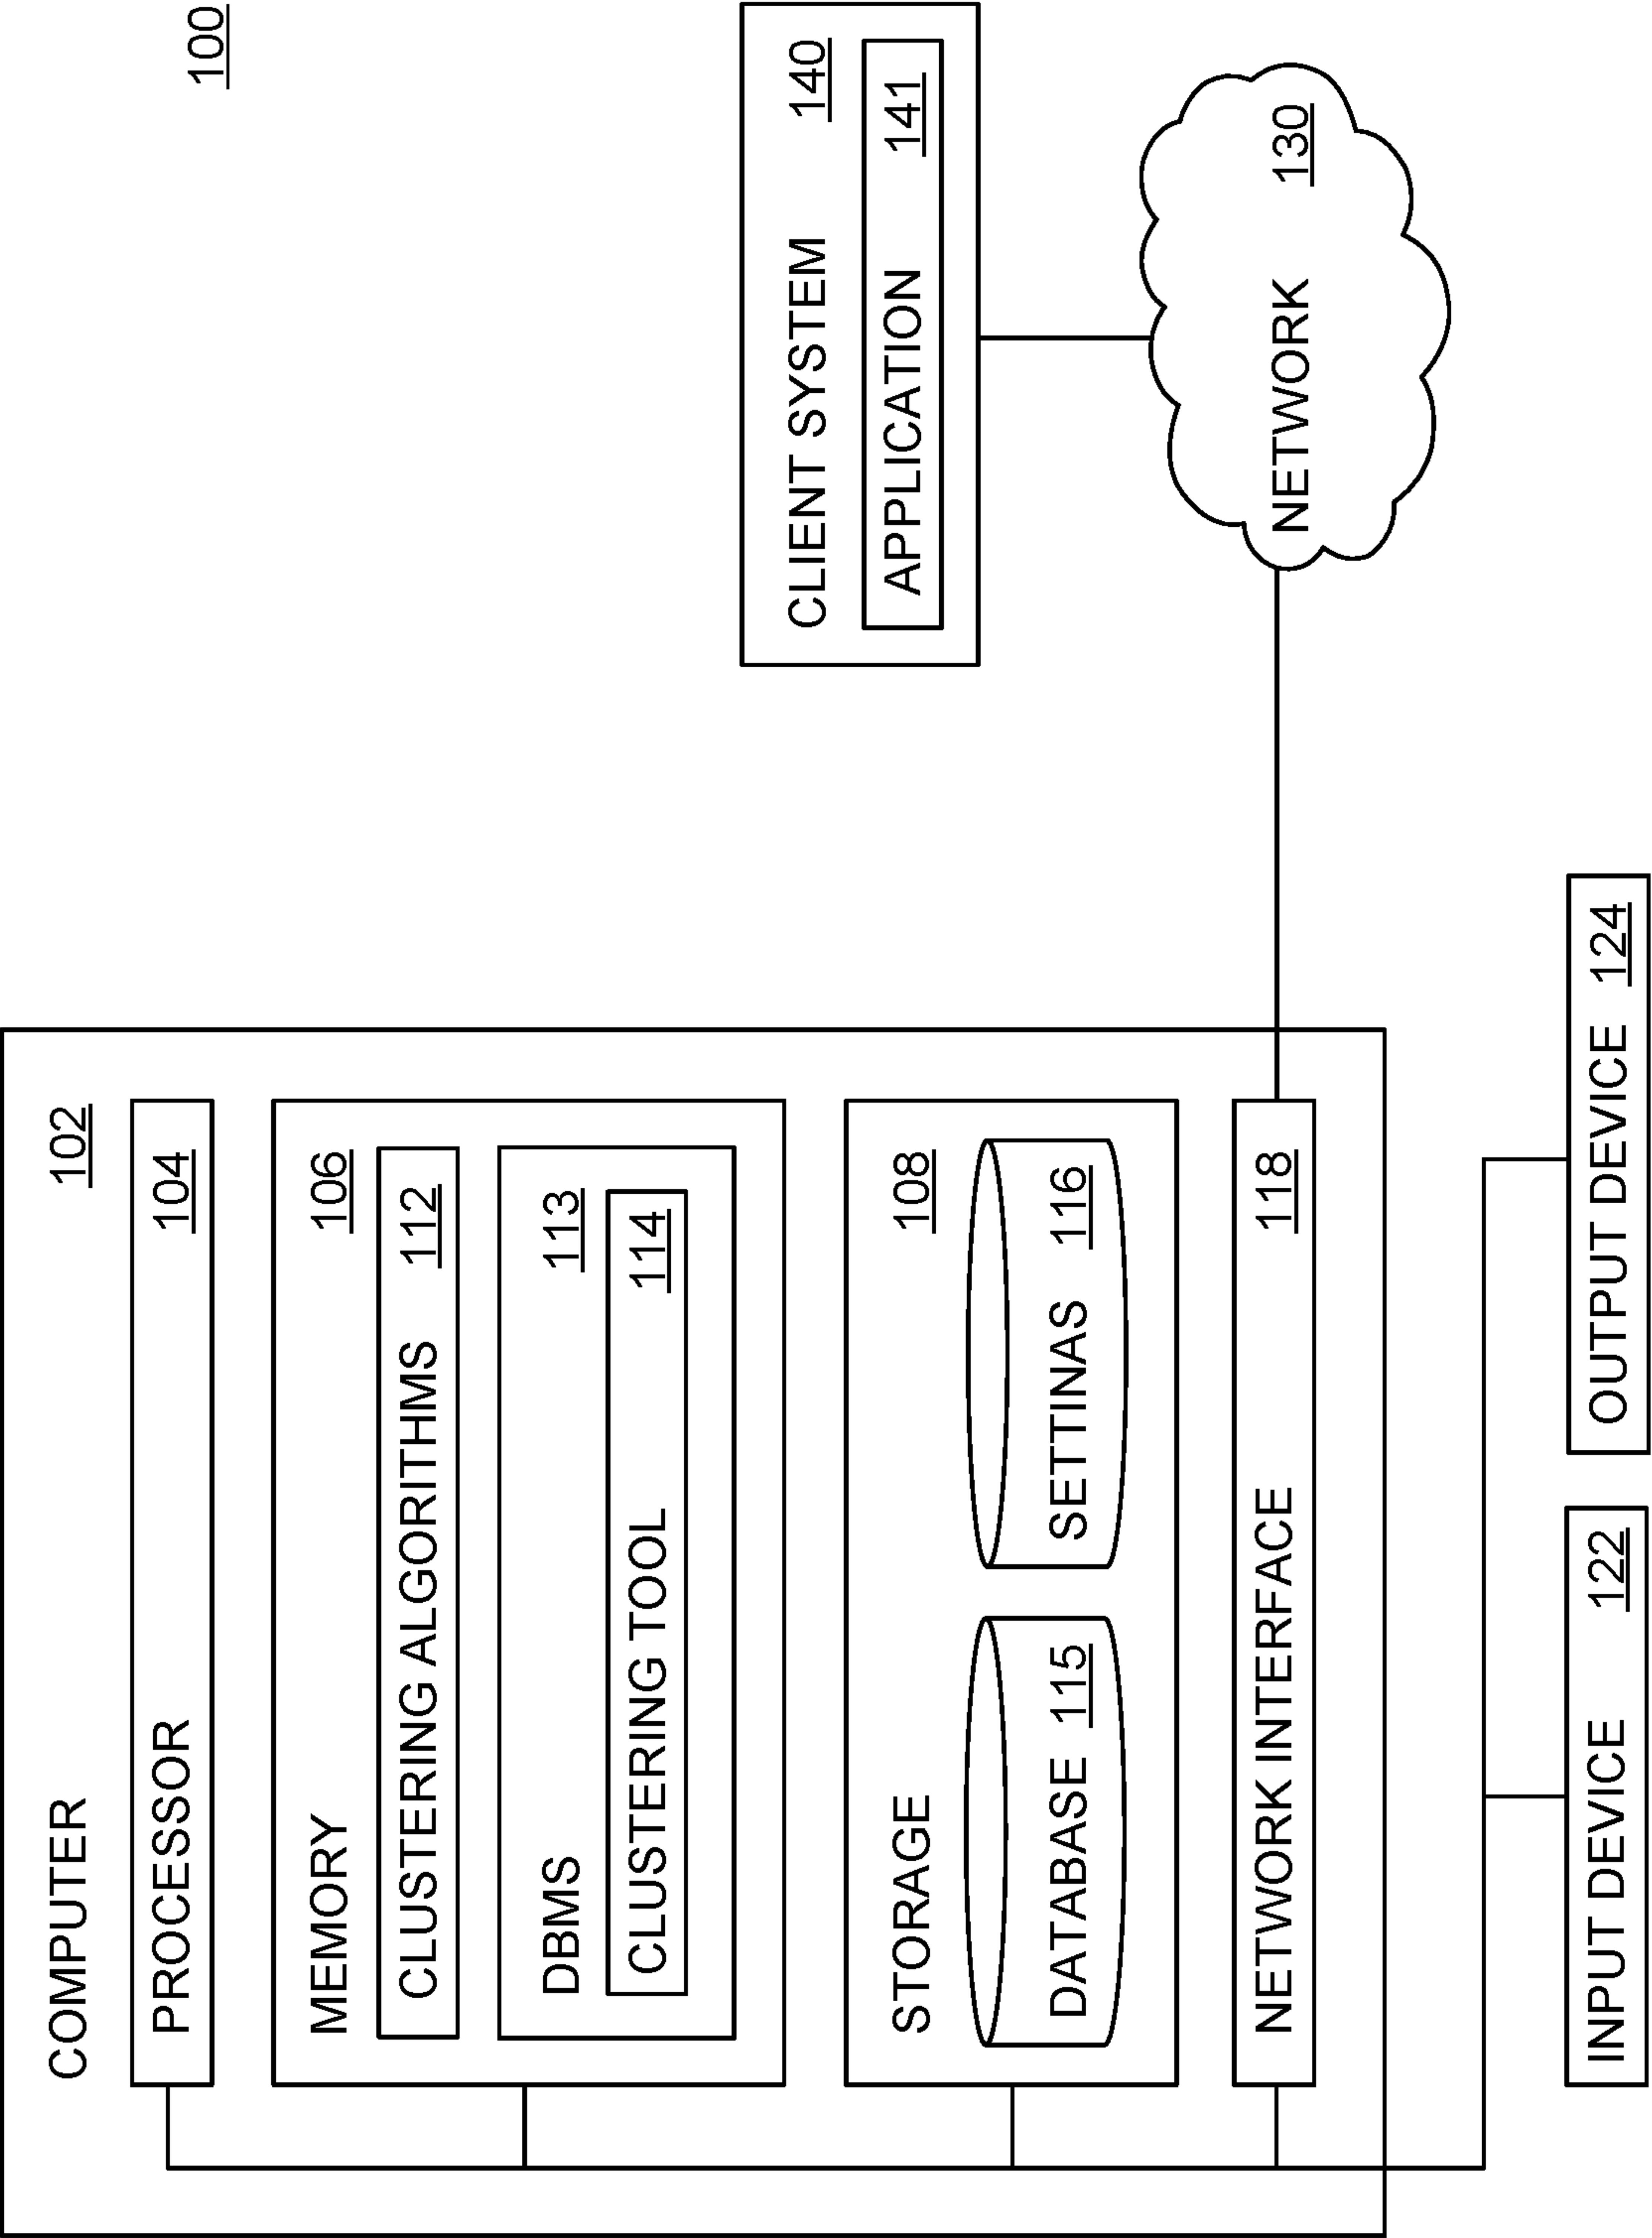 100
COMPUTER 102
PROCESSOR 104
MEMORY 106
CLUSTERING ALGORITHMS 112
DBMS 113
CLUSTERING TOOL 114
STORAGE 108
DATABASE 115
SETTINAS 116
NETWORK INTERFACE 118
CLIENT SYSTEM 140
APPLICATION 141
NETWORK 130
INPUT DEVICE 122
OUTPUT DEVICE 124